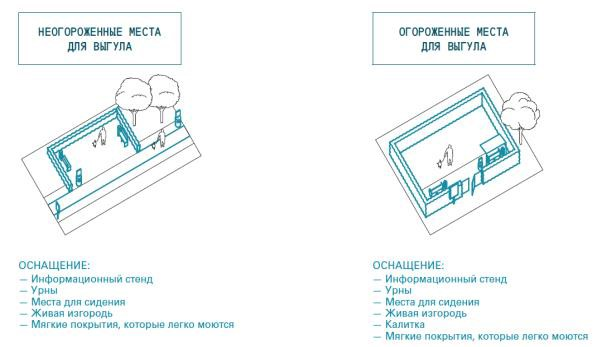 НЕОГОРОЖЕННЫЕ МЕСТА
ДЛЯ ВЫГУЛА
ОСНАЩЕНИЕ:
— Информационный стенд
— Урны
— Места для сидения
— Живая изгородь
— Мягкие покрытия, которые легко моются
ОГОРОЖЕННЫЕ МЕСТА
ДЛЯ ВЫГУЛА
ОСНАЩЕНИЕ:
— Информационный стенд
— Урны
— Места для сидения
— Живая изгородь
— Калитка
— Мягкие покрытия, которые легко моются